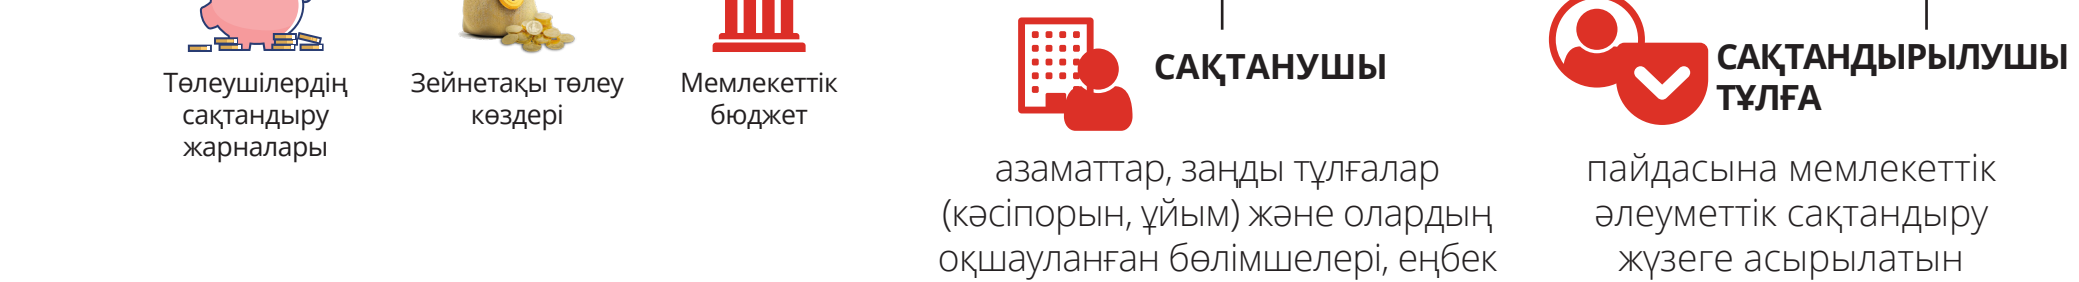 Төлеушілердің
сақтандыру
жарналары
Зейнетақы төлеу
көздері
Мемлекеттік
бюджет
САҚТАНУШЫ
азаматтар, заңды тұлғалар
(кәсіпорын, ұйым) және олардың
оқшауланған бөлімшелері, еңбек
САҚТАНДЫРЫЛУШЫ
ТҰЛҒА
пайдасына мемлекеттік
әлеуметтік сақтандыру
жүзеге асырылатын